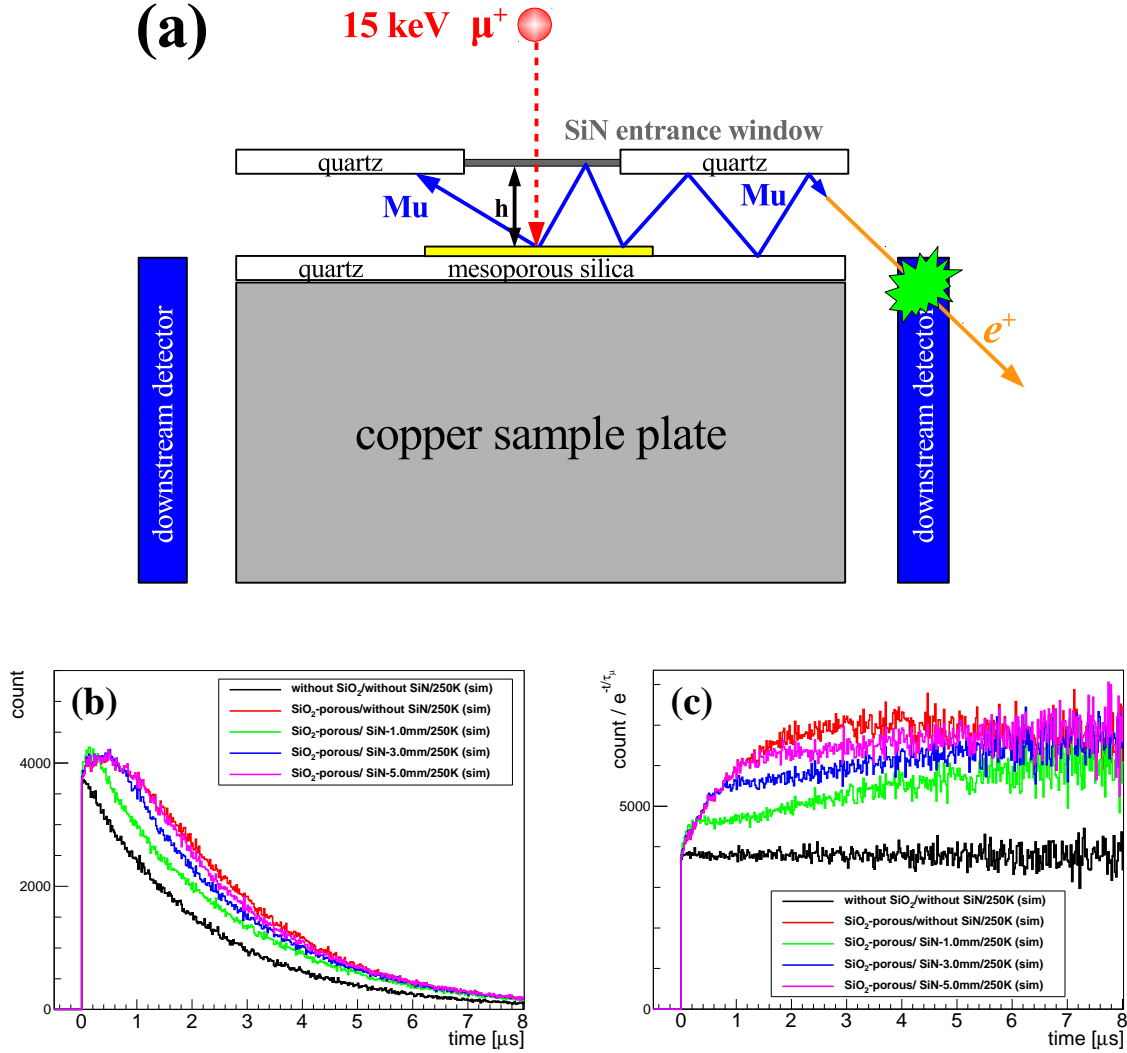 (a)
15 keV μ+
SiN entrance window
quartz
quartz
Mu
h
Mu
quartz
mesoporous silica
downstream detector
copper sample plate
e+
downstream detector
(b)
count
without SiO2/without SiN/250K (sim)
SiO2-porous/without SiN/250K (sim)
SiO2-porous/ SiN-1.0mm/250K (sim)
SiO2-porous/ SiN-3.0mm/250K (sim)
SiO2-porous/ SiN-5.0mm/250K (sim)
4000
2000
0
0 1 2 3 4 5 6 7 8
time [μs]
(c)
count / e-t/τμ
5000
0
without SiO2/without SiN/250K (sim)
SiO2-porous/without SiN/250K (sim)
SiO2-porous/ SiN-1.0mm/250K (sim)
SiO2-porous/ SiN-3.0mm/250K (sim)
SiO2-porous/ SiN-5.0mm/250K (sim)
0 1 2 3 4 5 6 7 8
time [μs]